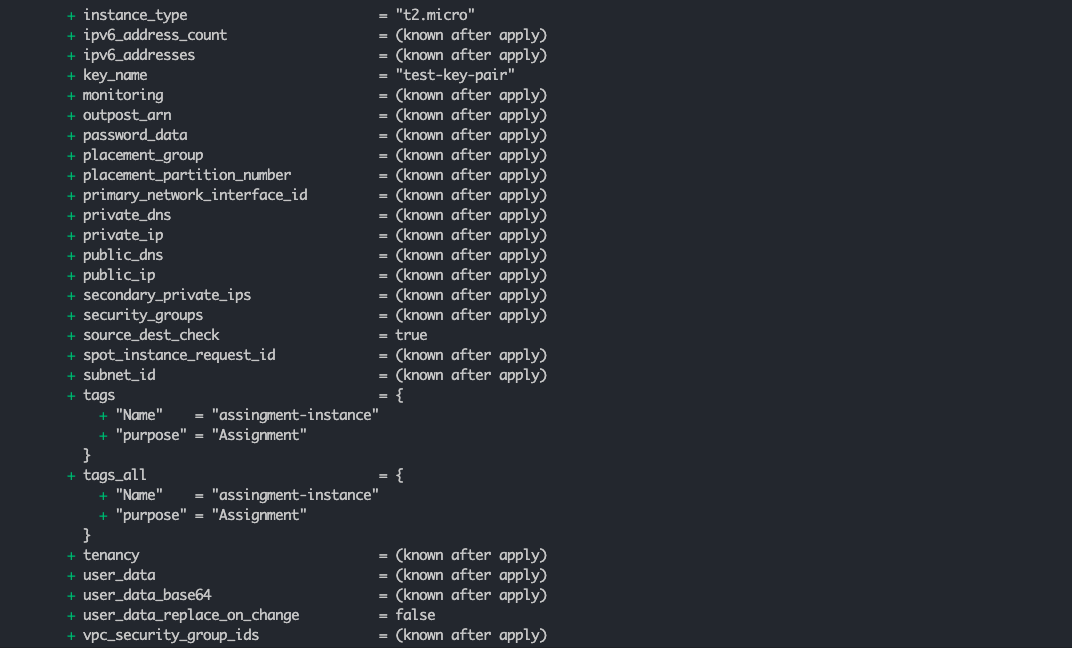 + instance_type = "t2.micro"
+ ipv6_address_count = (known after apply)
+ ipv6_addresses = (known after apply)
+ key_name = "test-key-pair"
+ monitoring = (known after apply)
+ outpost_arn = (known after apply)
+ password_data = (known after apply)
+ placement_group = (known after apply)
+ placement_partition_number = (known after apply)
+ primary_network_interface_id = (known after apply)
+ private_dns = (known after apply)
+ private_ip = (known after apply)
+ public_dns = (known after apply)
+ public_ip = (known after apply)
+ secondary_private_ips = (known after apply)
+ security_groups = (known after apply)
+ source_dest_check = true
+ spot_instance_request_id = (known after apply)
+ subnet_id = (known after apply)
+ tags = {
+ "Name" = "assingment-instance"
+ "purpose" = "Assignment"
}
+ tags_all = {
+ "Name" = "assingment-instance"
+ "purpose" = "Assignment"
}
+ tenancy = (known after apply)
+ user_data = (known after apply)
+ user_data_base64 = (known after apply)
+ user_data_replace_on_change = false
+ vpc_security_group_ids = (known after apply)